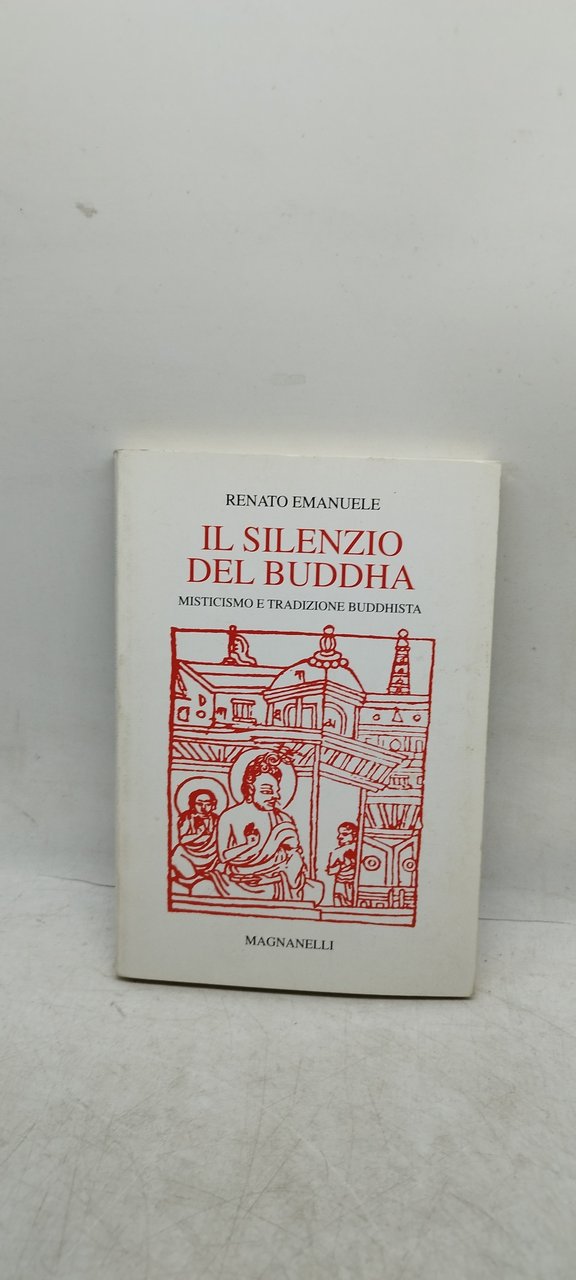 RENATO EMANUELE
IL SILENZIO
DEL BUDDHA
MISTICISMO E TRADIZIONE BUDDHISTA
MAGNANELLI